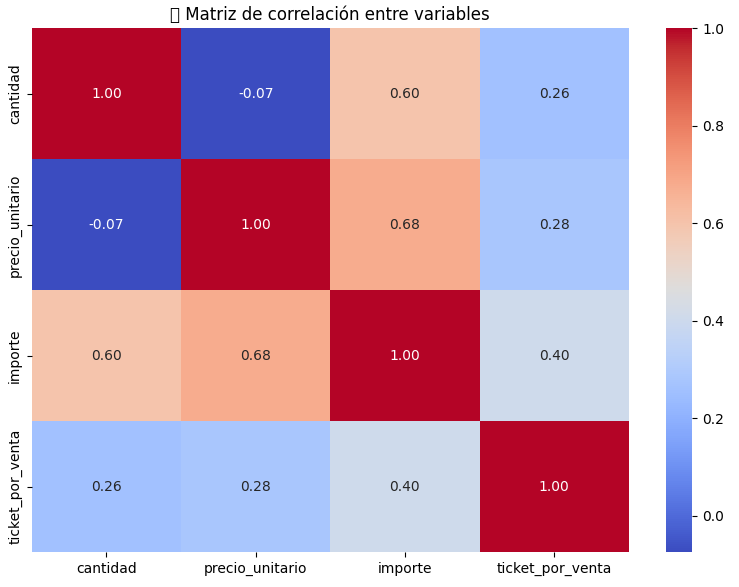 Matriz de correlación entre variables
cantidad 1.00 -0.07 0.60 0.26
precio_unitario -0.07 1.00 0.68 0.28
importe 0.60 0.68 1.00 0.40
ticket_por_venta 0.26 0.28 0.40 1.00
cantidad precio_unitario importe ticket_por_venta
1.0
0.8
0.6
0.4
0.2
0.0